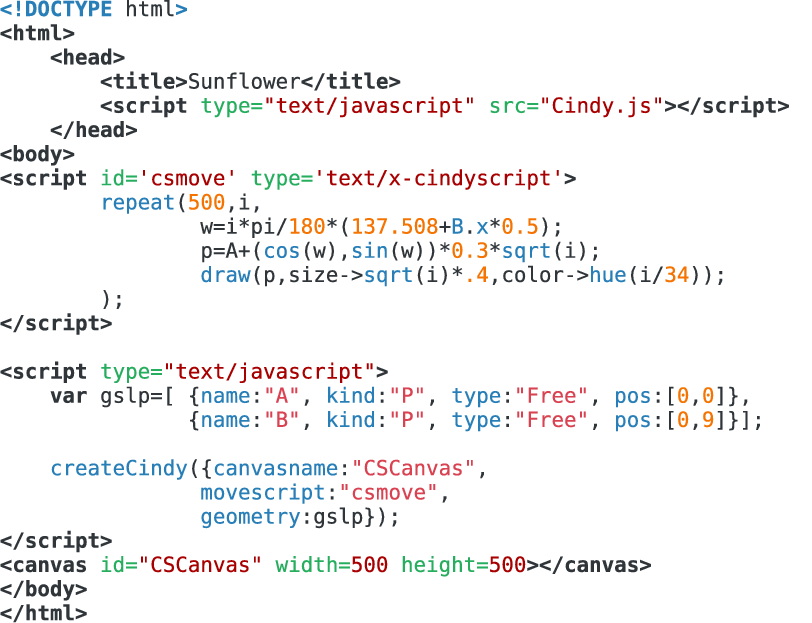 <!DOCTYPE html>
<html>
    <head>
        <title>Sunflower</title>
        <script type="text/javascript" src="Cindy.js"></script>
    </head>
<body>
<script id='csmove' type='text/x-cindyscript'>
        repeat(500,i,
                w=i*pi/180*(137.508+B.x*0.5);
                p=A+(cos(w),sin(w))*0.3*sqrt(i);
                draw(p,size->sqrt(i)*.4,color->hue(i/34));
        );
</script>

<script type="text/javascript">
    var gslp=[ {name:"A", kind:"P", type:"Free", pos:[0,0]},
               {name:"B", kind:"P", type:"Free", pos:[0,9]}];

    createCindy({canvasname:"CSCanvas",
                movescript:"csmove",
                geometry:gslp});
</script>
<canvas id="CSCanvas" width=500 height=500></canvas>
</body>
</html>